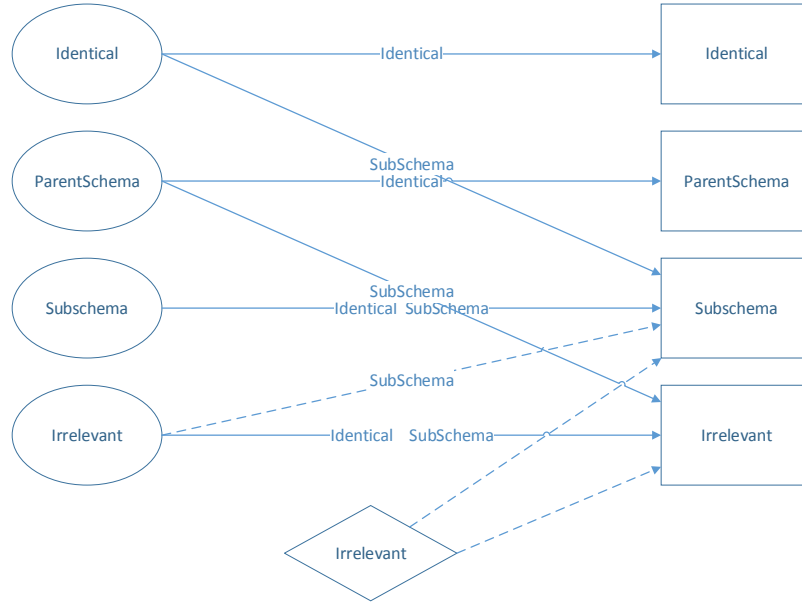 Identical Identical Identical
SubSchema
ParentSchema Identical ParentSchema
SubSchema
Subschema Identical SubSchema Subschema
SubSchema
Irrelevant Identical SubSchema Irrelevant
Irrelevant